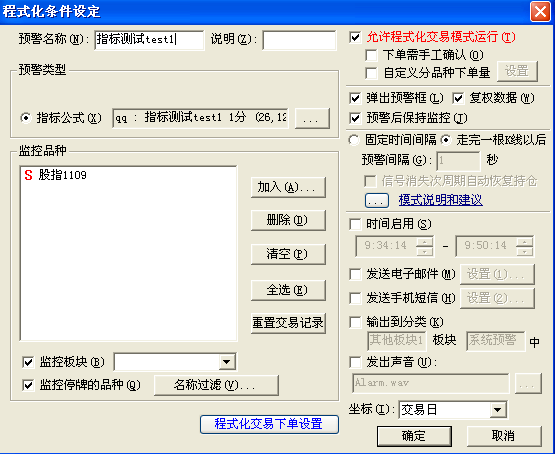 程式化条件设定
预警名称(N) 指标测试test1 说明(Z)
预警类型
指标公式(X) qq : 指标测试test1 1分 (26,12 ...
监控品种
S 股指1109
加入(A)...
删除(D)
清空(P)
全选(E)
重置交易记录
监控板块(B)
监控停牌的品种(Q) 名称过滤(V)...
程式化交易下单设置
允许程式化交易模式运行(T)
下单需手工确认(O)
自定义分品种下单量 设置
弹出预警框(L) 复权数据(W)
预警后保持监控(T)
固定时间间隔 走完一根K线以后
预警间隔(G): 1 秒
信号消失次周期自动恢复持仓
... 模式说明和建议
时间启用(S)
9:34:14 - 9:50:14
发送电子邮件(M) 设置(1)...
发送手机短信(H) 设置(2)...
输出到分类(K)
其他板块1 板块 系统预警 中
发出声音(U):
Alarm.wav ...
坐标(I): 交易日
确定 取消